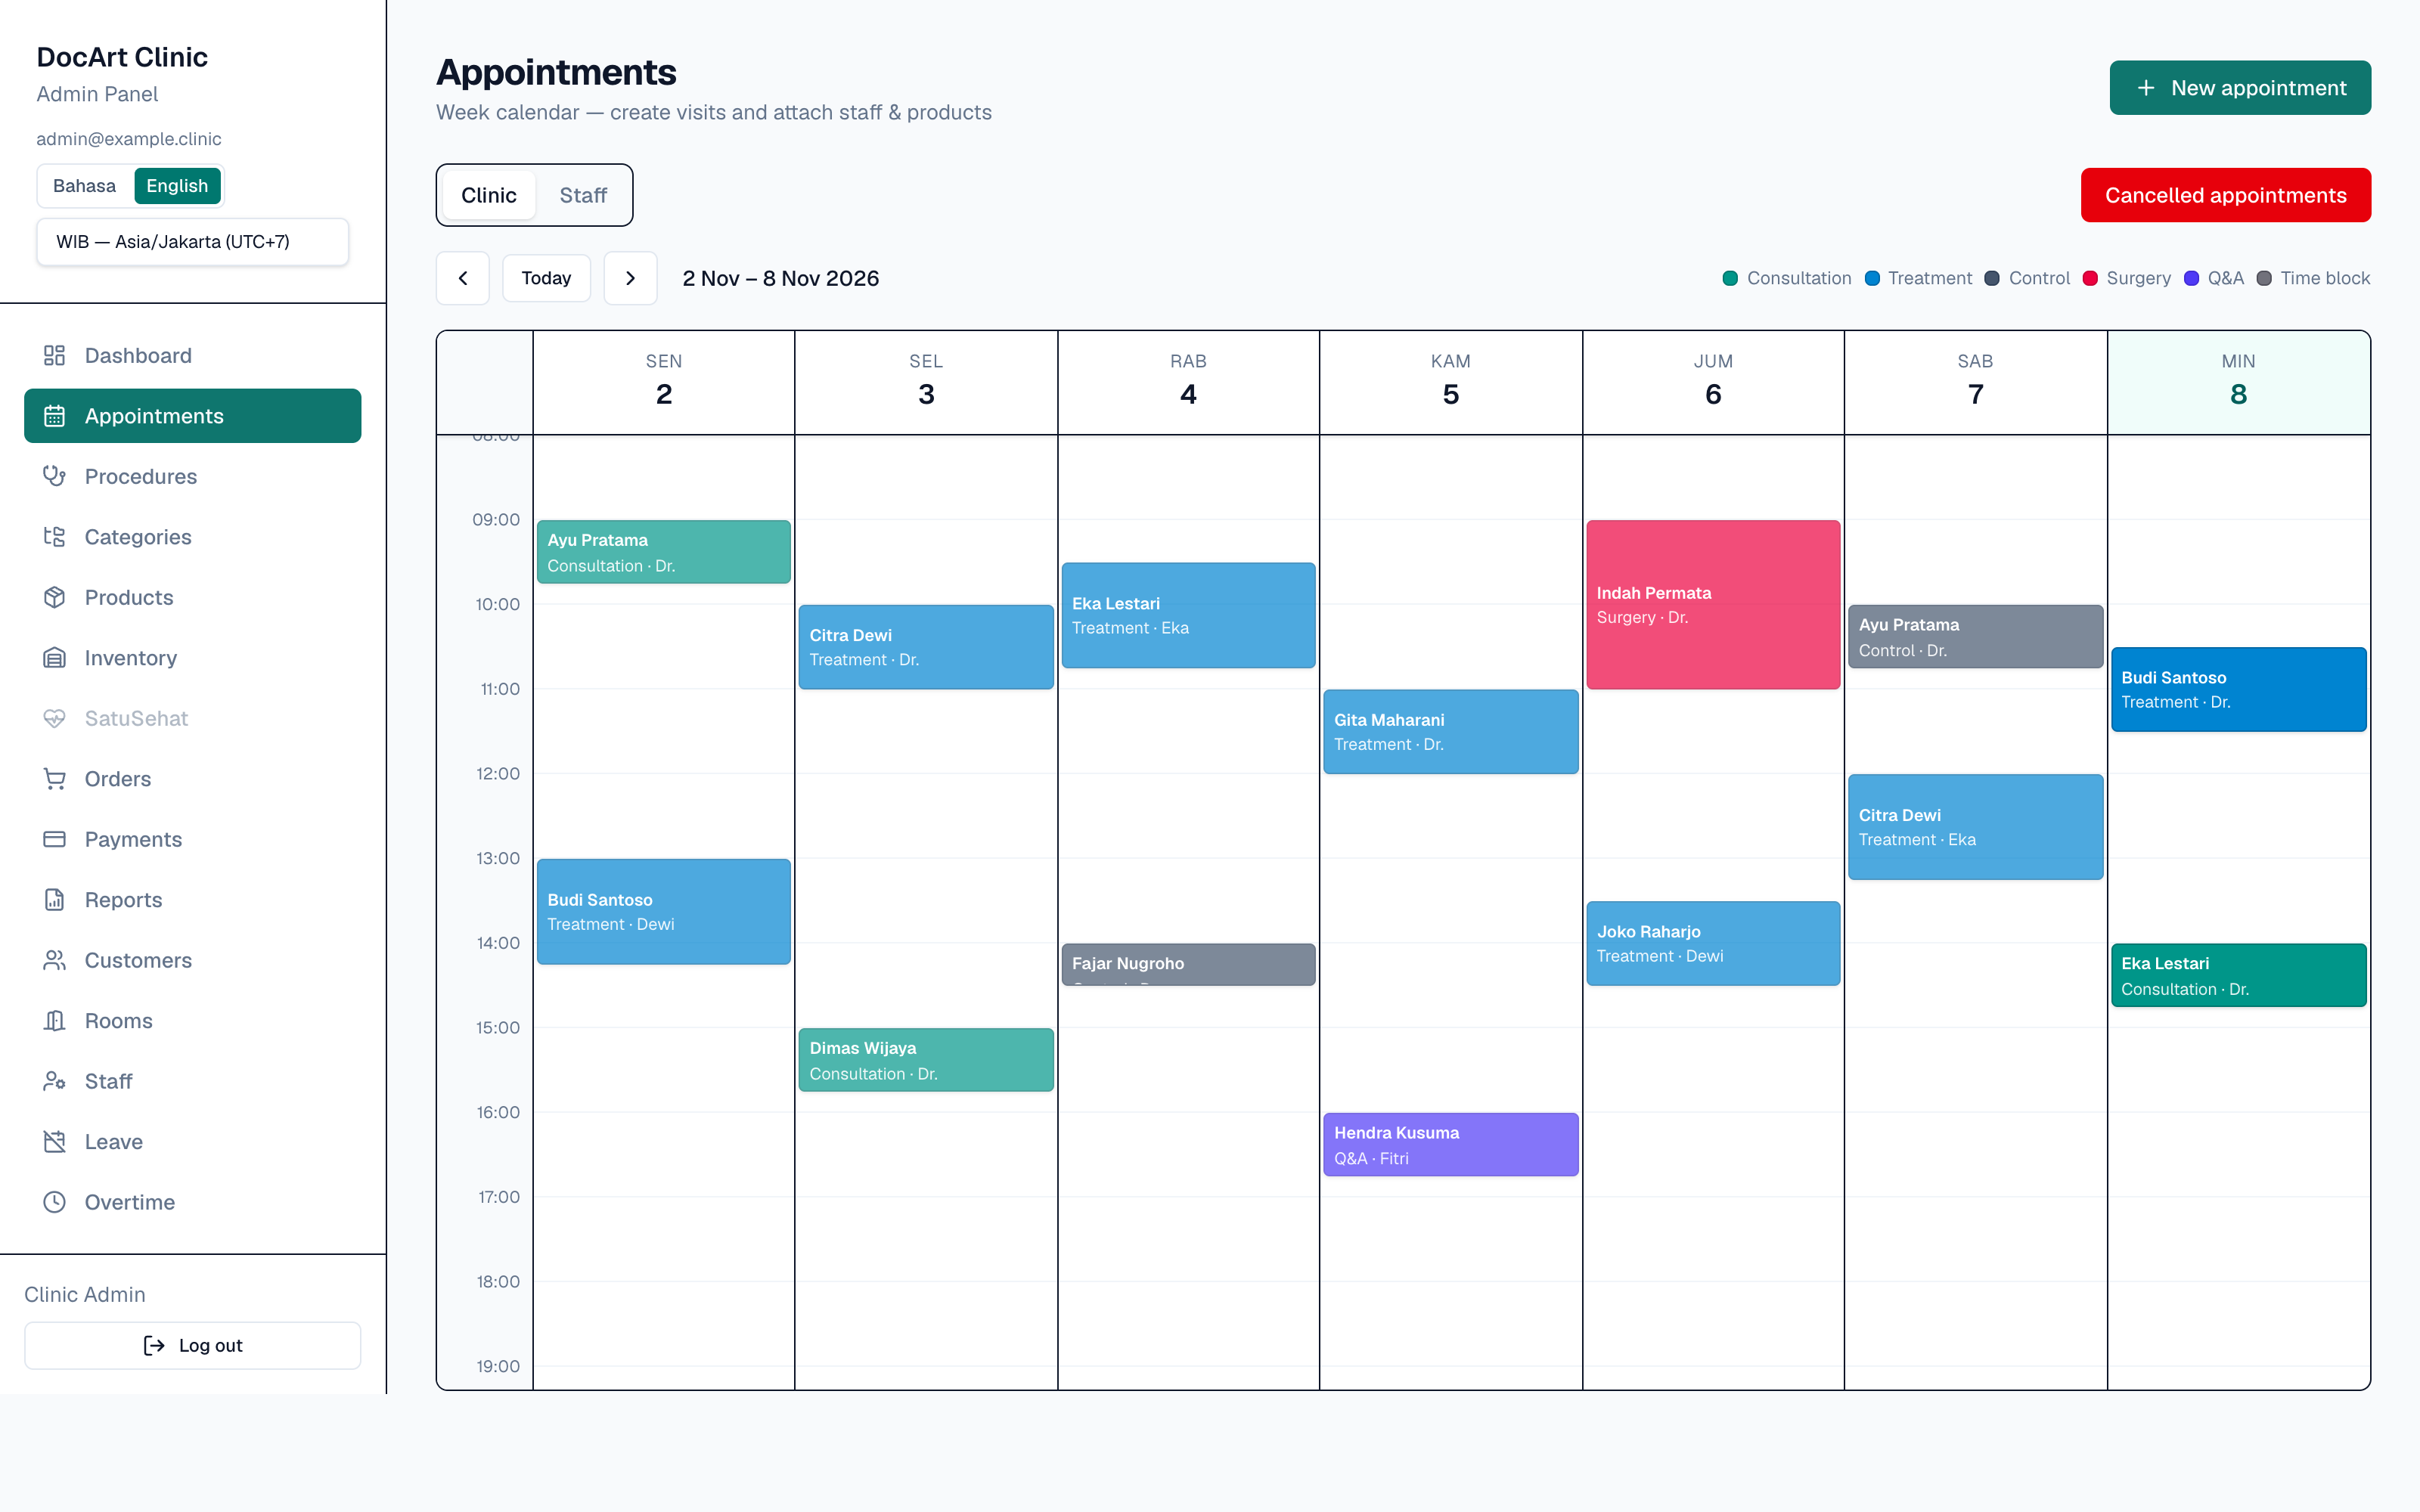 DocArt Clinic
Admin Panel
admin@example.clinic
Bahasa English
WIB — Asia/Jakarta (UTC+7)
Dashboard
Appointments
Procedures
Categories
Products
Inventory
SatuSehat
Orders
Payments
Reports
Customers
Rooms
Staff
Leave
Overtime
Clinic Admin
Log out
Appointments
Week calendar — create visits and attach staff & products
New appointment
Clinic Staff
Cancelled appointments
Today
2 Nov – 8 Nov 2026
Consultation Treatment Control Surgery Q&A Time block
SEN SEL RAB KAM JUM SAB MIN
2 3 4 5 6 7 8
09:00
10:00
11:00
12:00
13:00
14:00
15:00
16:00
17:00
18:00
19:00
Ayu Pratama
Consultation · Dr.
Budi Santoso
Treatment · Dewi
Citra Dewi
Treatment · Dr.
Dimas Wijaya
Consultation · Dr.
Eka Lestari
Treatment · Eka
Fajar Nugroho
Gita Maharani
Treatment · Dr.
Hendra Kusuma
Q&A · Fitri
Indah Permata
Surgery · Dr.
Joko Raharjo
Treatment · Dewi
Ayu Pratama
Control · Dr.
Citra Dewi
Treatment · Eka
Budi Santoso
Treatment · Dr.
Eka Lestari
Consultation · Dr.